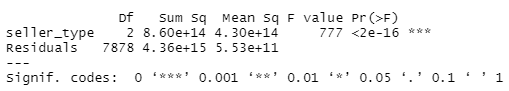 Df Sum Sq Mean Sq F value Pr(>F)
seller_type 2 8.60e+14 4.30e+14 777 <2e-16 ***
Residuals 7878 4.36e+15 5.53e+11
---
Signif. codes: 0 ‘***’ 0.001 ‘**’ 0.01 ‘*’ 0.05 ‘.’ 0.1 ‘ ’ 1